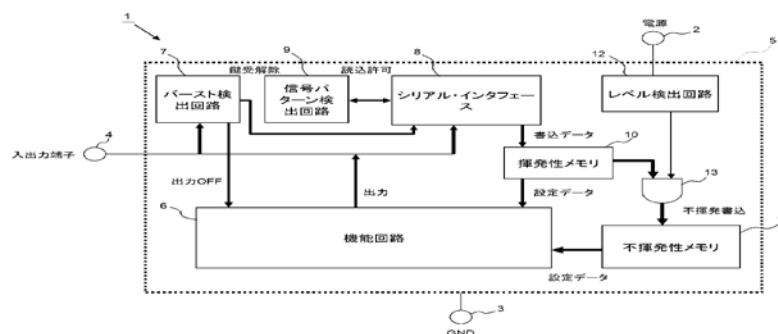 1
電源
2
5
7
鍵受解除
9
読込許可
8
12
バースト検
出回路
信号パ
ターン検
出回路
シリアル・インタフェー
ス
レベル検出回路
4
入出力端子
書込データ
10
揮発性メモリ
13
出力OFF
出力
設定データ
不揮発書込
6
機能回路
不揮発性メモリ
設定データ
3
GND